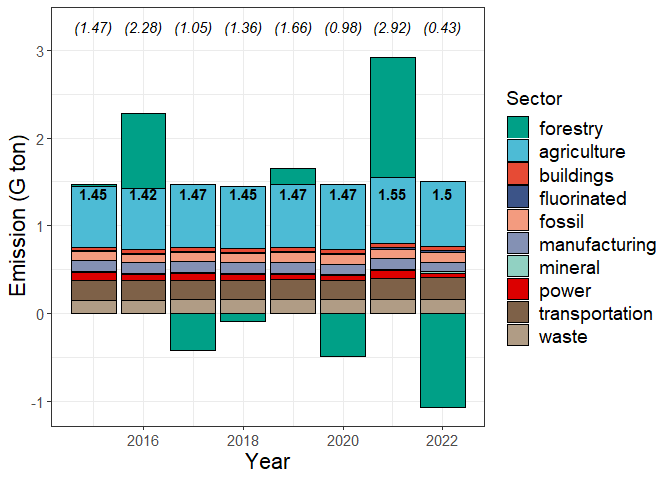 (1.47) (2.28) (1.05) (1.36) (1.66) (0.98) (2.92) (0.43)
3
2
1
0
-1
1.45 1.42 1.47 1.45 1.47 1.47 1.55 1.5
2016 2018 2020 2022
Year
Emission (G ton)
Sector
forestry
agriculture
buildings
fluorinated
fossil
manufacturing
mineral
power
transportation
waste